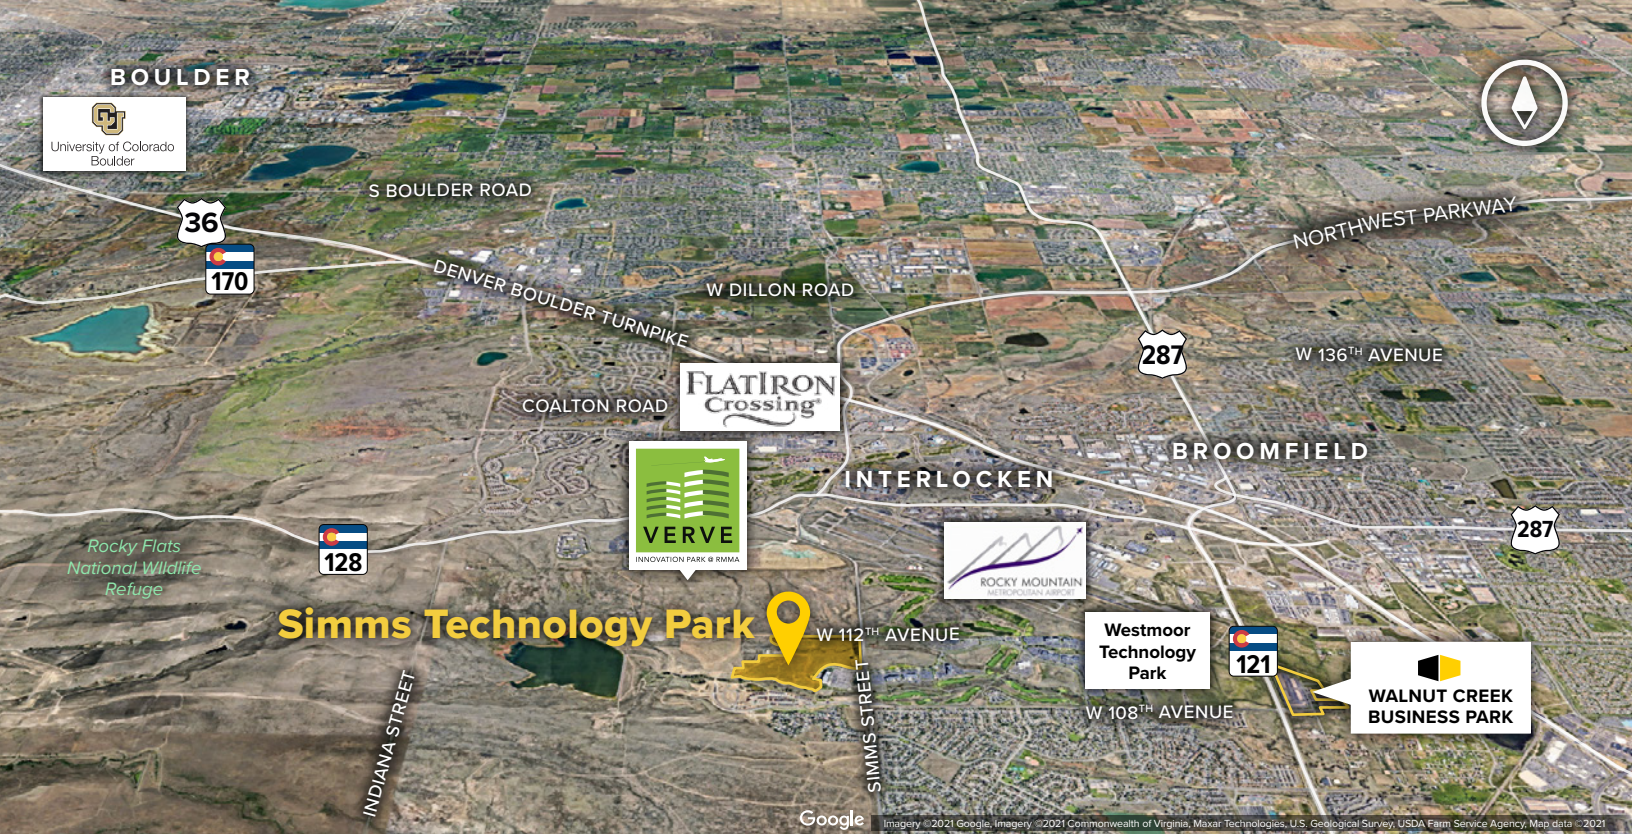 BOULDER
CU
University of Colorado
Boulder
S BOULDER ROAD
36
170
DENVER BOULDER TURNPIKE
W DILLON ROAD
NORTHWEST PARKWAY
287
W 136TH AVENUE
FLATIRON
Crossing®
COALTON ROAD
BROOMFIELD
INTERLOCKEN
VERVE
INNOVATION PARK @ RMMA
287
128
Rocky Flats
National WIldlife
Refuge
ROCKY MOUNTAIN
METROPOLITAN AIRPORT
Simms Technology Park
W 112TH AVENUE
Westmoor
Technology
Park
121
WALNUT CREEK
BUSINESS PARK
W 108TH AVENUE
INDIANA STREET
SIMMS STREET
Google
Imagery ©2021 Google, Imagery ©2021 Commonwealth of Virginia, Maxar Technologies, U.S. Geological Survey, USDA Farm Service Agency, Map data ©2021